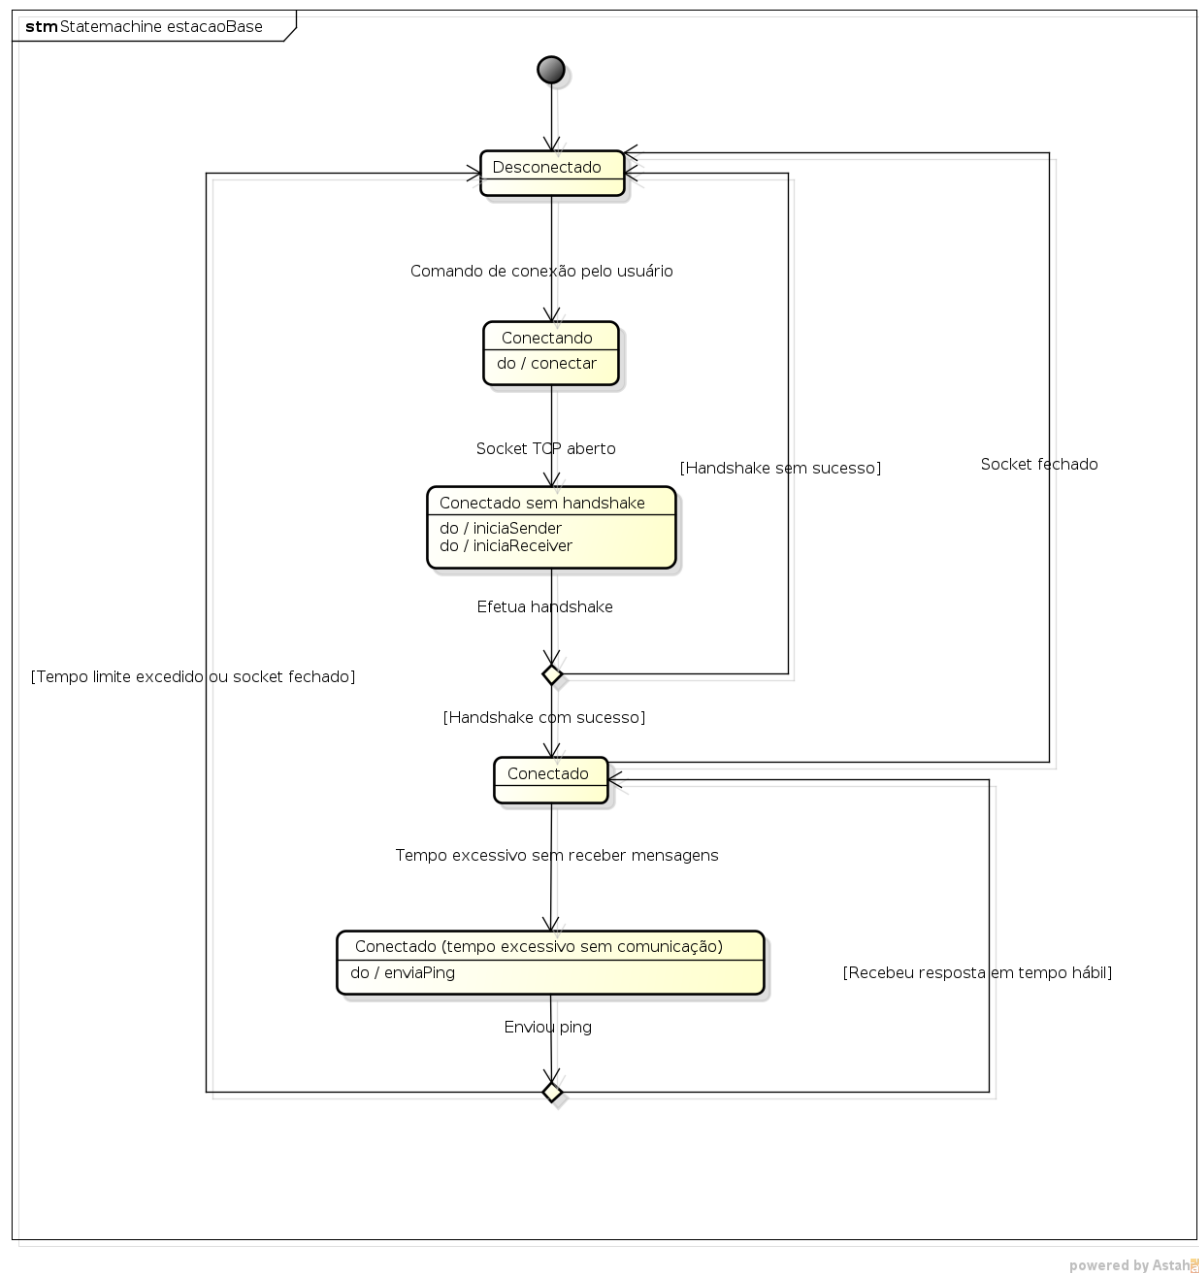 stm Statemachine estacaoBase
Desconectado
Comando de conexão pelo usuário
Conectando
do / conectar
Socket TCP aberto
[Handshake sem sucesso]
Socket fechado
Conectado sem handshake
do / iniciaSender
do / iniciaReceiver
Efetua handshake
[Tempo limite excedido ou socket fechado]
[Handshake com sucesso]
Conectado
Tempo excessivo sem receber mensagens
Conectado (tempo excessivo sem comunicação)
do / enviaPing
[Recebeu resposta em tempo hábil]
Enviou ping
powered by Astah